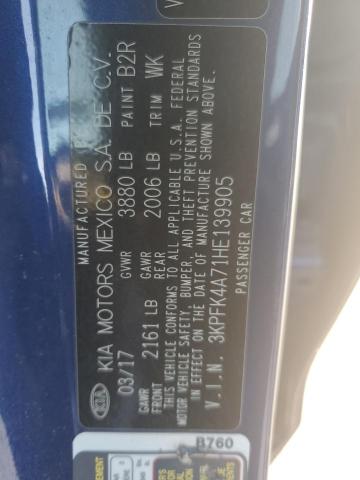 MANUFACTURED BY
KIA MOTORS MEXICO S.A. DE C.V.
03/17 GVWR 3880 LB PAINT B2R
GAWR FRONT 2161 LB GAWR REAR 2006 LB TRIM WK
THIS VEHICLE CONFORMS TO ALL APPLICABLE U.S.A. FEDERAL
MOTOR VEHICLE SAFETY, BUMPER, AND THEFT PREVENTION STANDARDS
IN EFFECT ON THE DATE OF MANUFACTURE SHOWN ABOVE.
V.I.N. 3KPFK4A71HE139905
PASSENGER CAR
KIA
B760